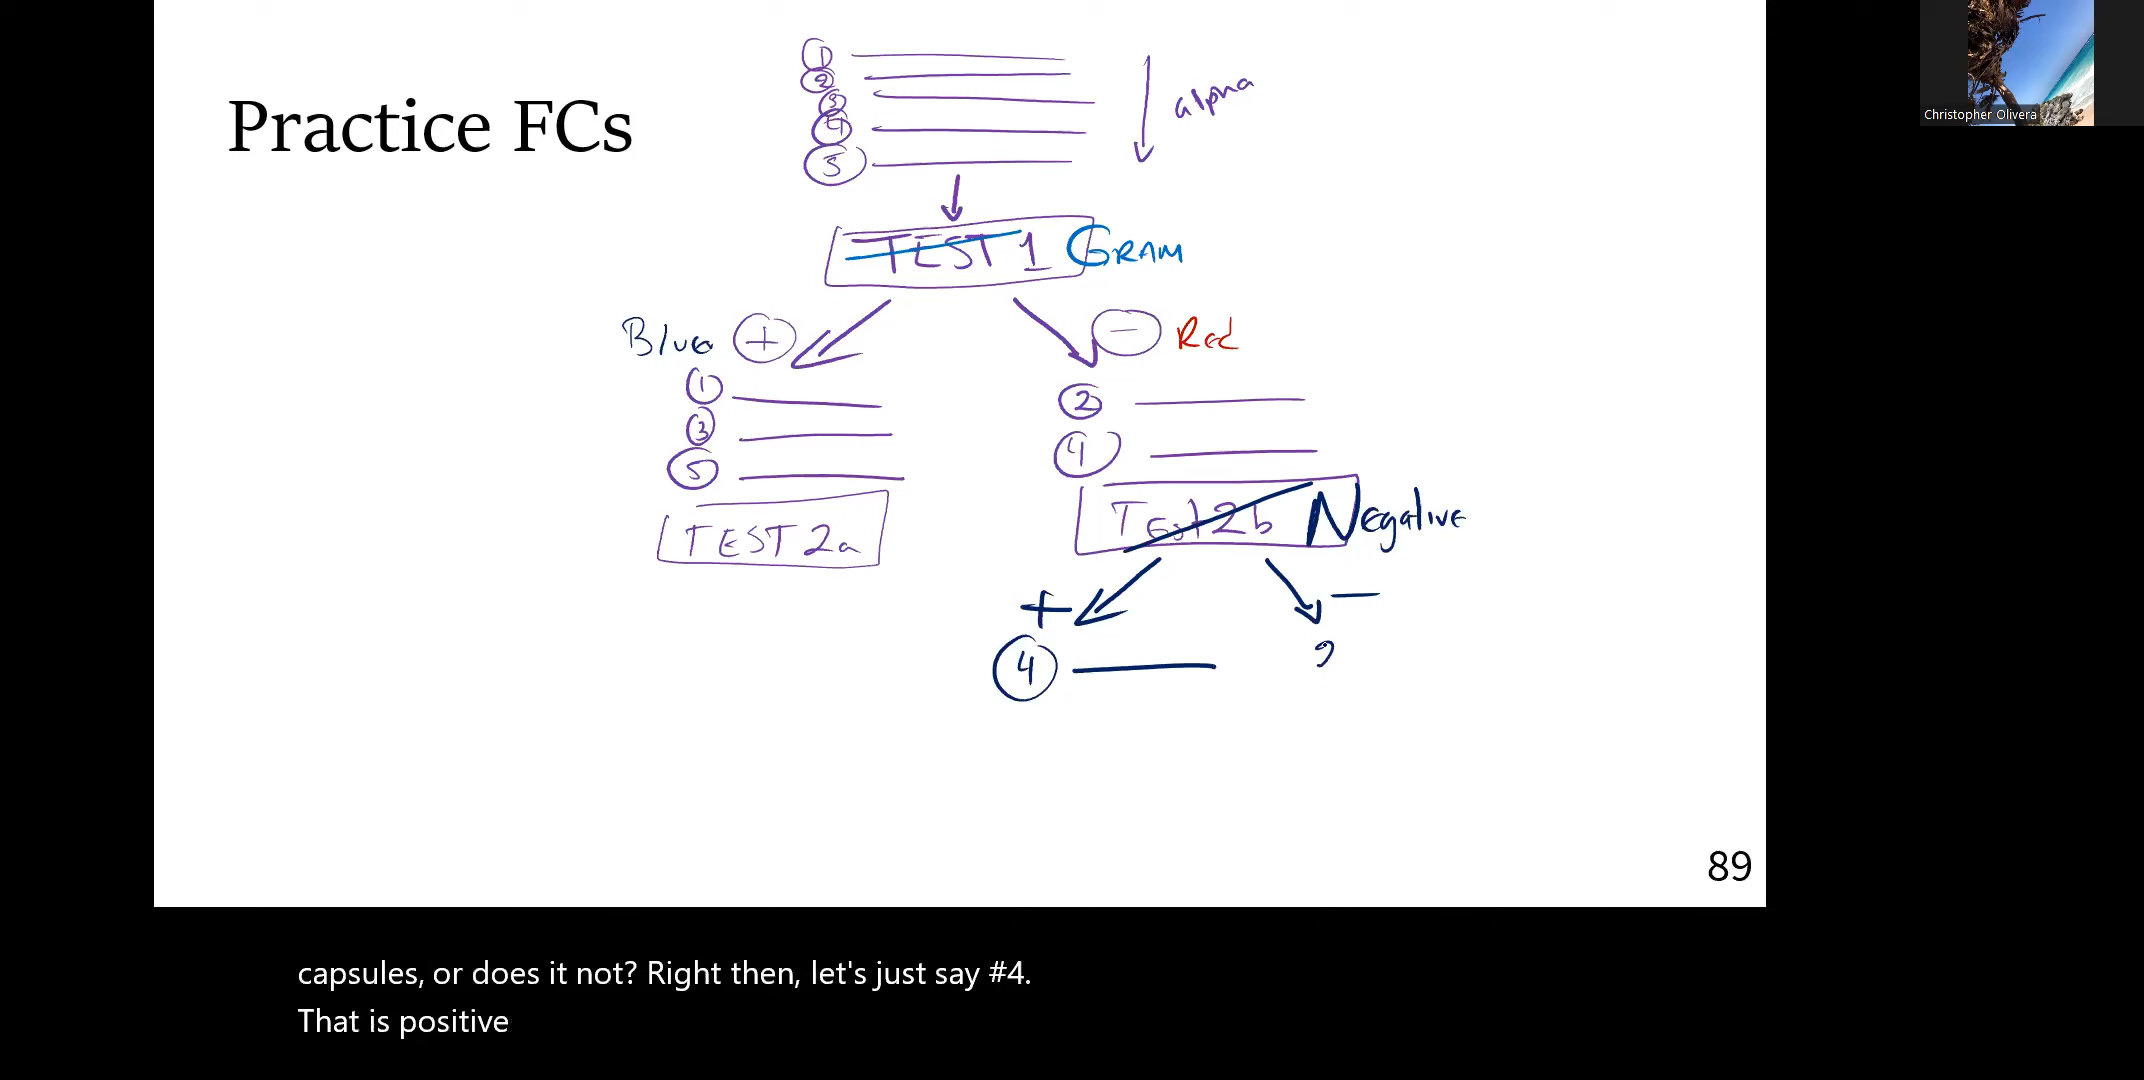 Practice FCs
1
2
3
4
5
alpha
TEST 1 GRAM
Blue + - Red
1
3
5
2
4
TEST 2a
Test 2b Negative
+ -
4
89
Christopher Olivera
capsules, or does it not? Right then, let's just say #4.
That is positive